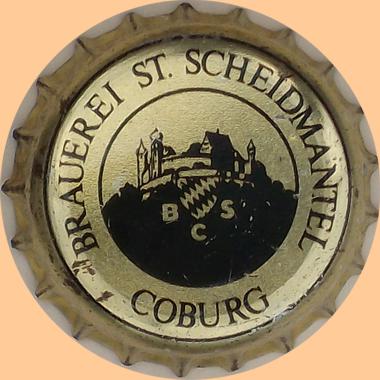 BRAUEREI ST. SCHEIDMANTEL
B S
C
COBURG